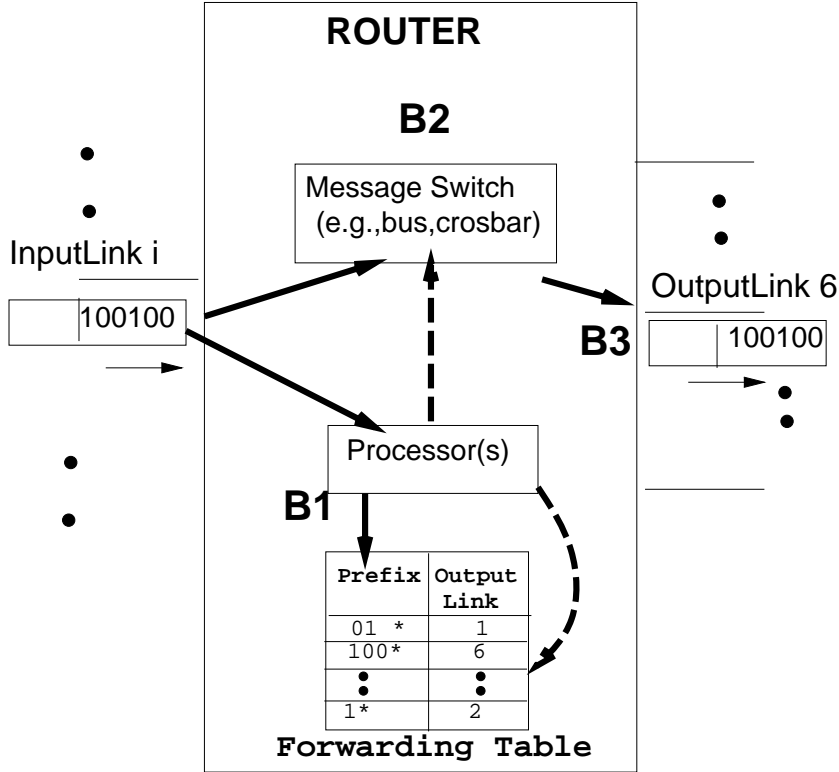 ROUTER
B2
Message Switch
(e.g.,bus,crosbar)
InputLink i
100100
OutputLink 6
100100
B3
Processor(s)
B1
Prefix Output
Link
01 * 1
100* 6
1* 2
Forwarding Table